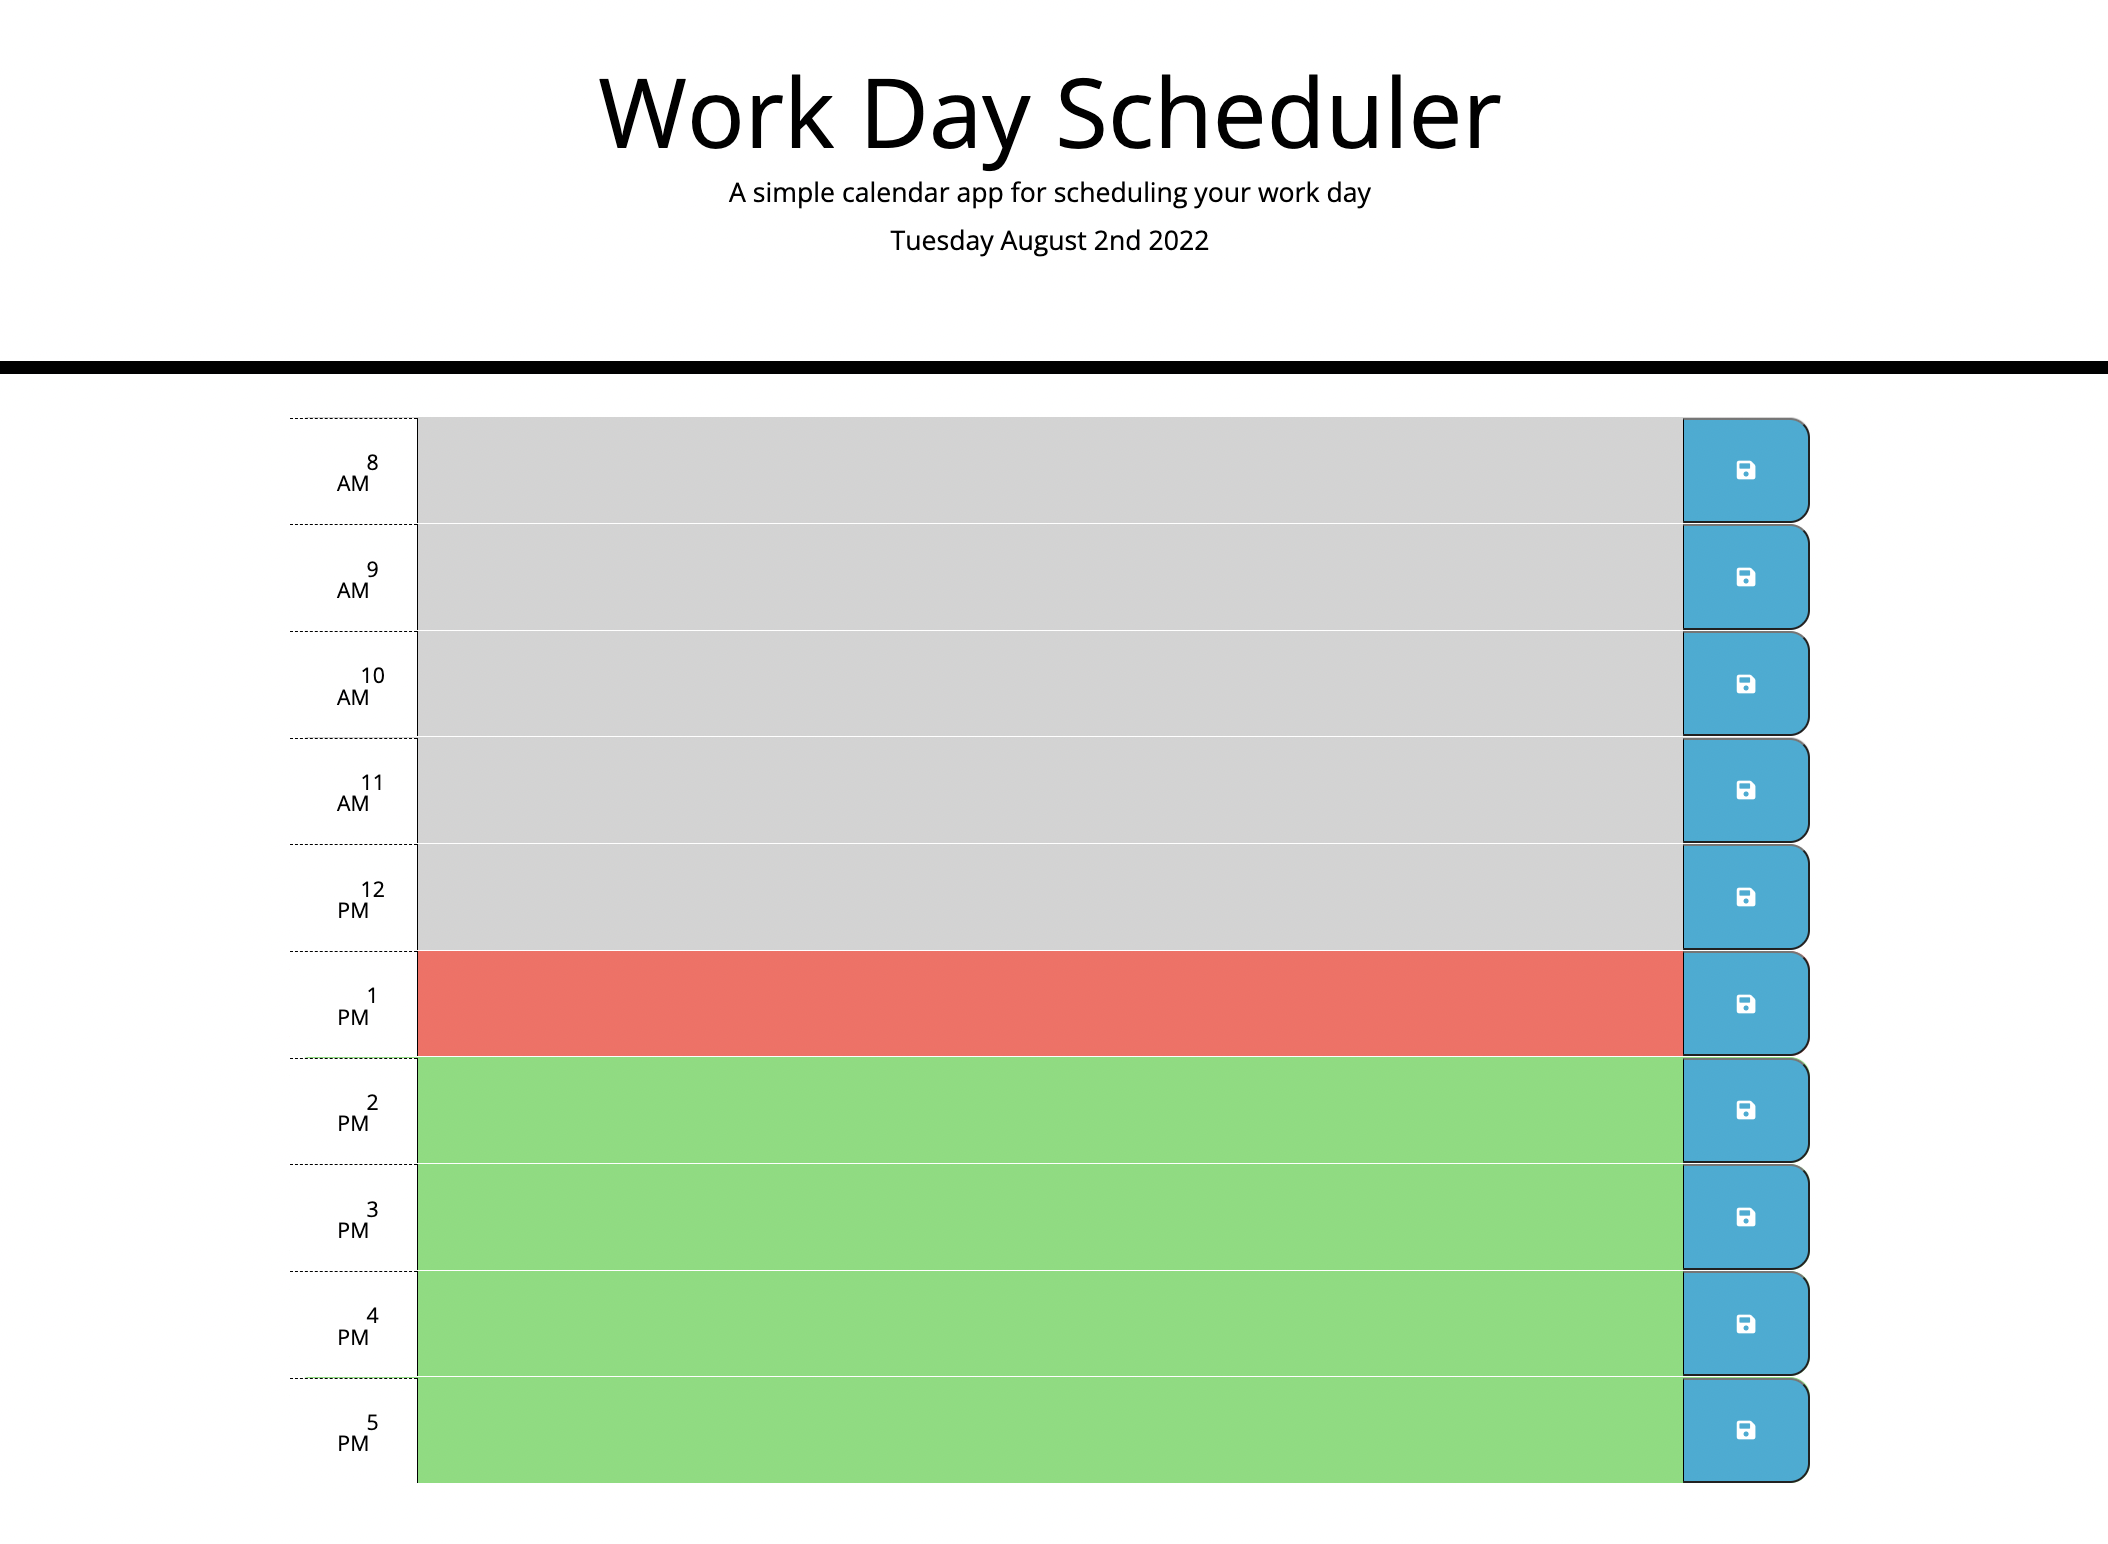 Work Day Scheduler
A simple calendar app for scheduling your work day
Tuesday August 2nd 2022
8
AM
9
AM
10
AM
11
AM
12
PM
1
PM
2
PM
3
PM
4
PM
5
PM